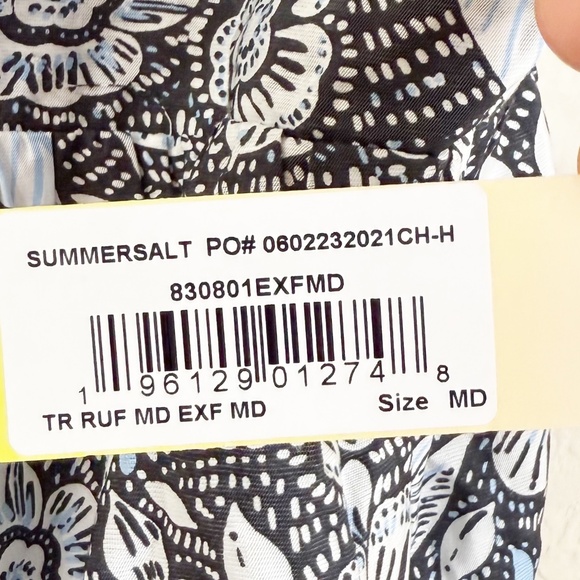 SUMMERSALT PO# 0602232021CH-H
830801EXFMD
1 96129 01274 8
TR RUF MD EXF MD Size MD